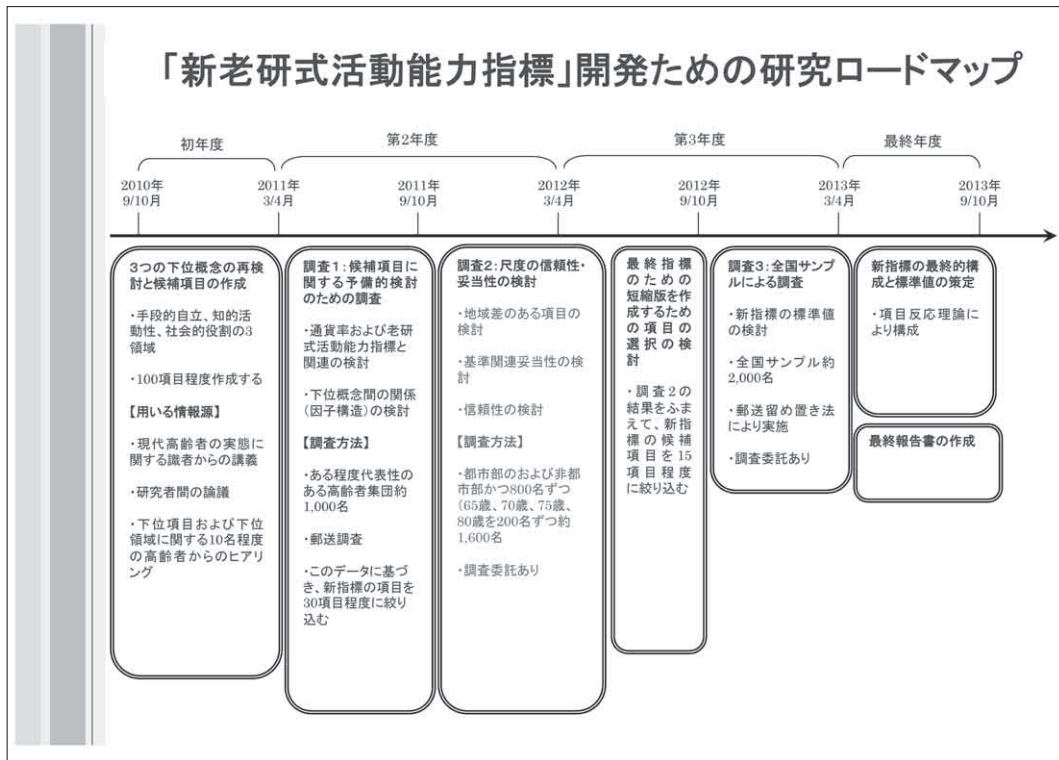 「新老研式活動能力指標」開発ための研究ロードマップ
初年度
第2年度
第3年度
最終年度
2010年
9/10月
2011年
3/4月
2011年
9/10月
2012年
3/4月
2012年
9/10月
2013年
3/4月
2013年
9/10月
3つの下位概念の再検
討と候補項目の作成
・手段的自立、知的活
動性、社会的役割の3
領域
・100項目程度作成する
【用いる情報源】
・現代高齢者の実態に
関する識者からの講義
・研究者間の論議
・下位項目および下位
領域に関する10名程度
の高齢者からのヒアリ
ング
調査1:候補項目に
関する予備的検討
のための調査
・通貨率および老研
式活動能力指標と
関連の検討
・下位概念間の関係
(因子構造)の検討
【調査方法】
・ある程度代表性の
ある高齢者集団約
1,000名
・郵送調査
・このデータに基づ
き、新指標の項目を
30項目程度に絞り
込む
調査2:尺度の信頼性・
妥当性の検討
・地域差のある項目の
検討
・基準関連妥当性の検
討
・信頼性の検討
【調査方法】
・都市部のおよび非都
市部かつ800名ずつ
(65歳、70歳、75歳、
80歳を200名ずつ約
1,600名
・調査委託あり
最終指標
のための
短縮版を作
成するため
の項目の
選択の検
討
・調査2の
結果をふま
えて、新指
標の候補
項目を15
項目程度
に絞り込む
調査3:全国サンプ
ルによる調査
・新指標の標準値
の検討
・全国サンプル約
2,000名
・郵送留め置き法
により実施
・調査委託あり
新指標の最終的構
成と標準値の策定
・項目反応理論に
より構成
最終報告書の作成